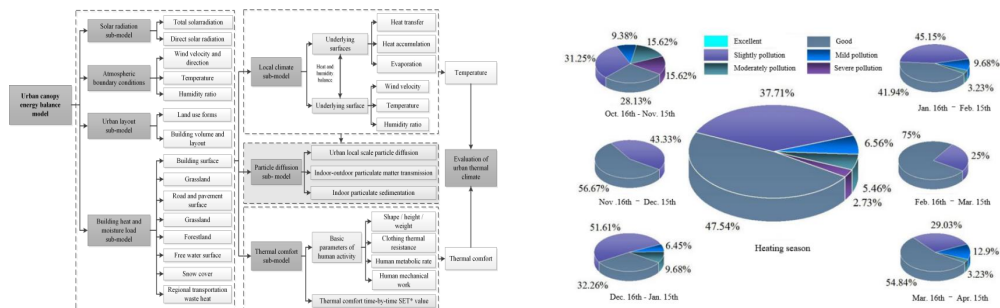 Urban canopy
energy balance
model
Solar radiation
sub-model
Total solarradiation
Direct solar radiation
Atmospheric
boundary conditions
Wind velocity and
direction
Temperature
Humidity ratio
Urban layout
sub-model
Land use forms
Building volume and
layout
Building heat and
moisture load
sub-model
Building surface
Grassland
Road and pavement
surface
Grassland
Forestland
Free water surface
Snow cover
Regional transportation
waste heat
Local climate
sub-model
Underlying
surfaces
Heat and
humidity
balance
Underlying surface
Heat transfer
Heat accumulation
Evaporation
Wind velocity
Temperature
Humidity ratio
Particle diffusion
sub- model
Urban local scale particle diffusion
Indoor-outdoor particulate matter transmission
Indoor particulate sedimentation
Thermal comfort
sub-model
Basic
parameters of
human activity
Shape / height /
weight
Clothing thermal
resistance
Human metabolic rate
Human mechanical
work
Thermal comfort time-by-time SET* value
Temperature
Evaluation of
urban thermal
climate
Thermal comfort
Excellent
Good
Slightly pollution
Mild pollution
Moderately pollution
Severe pollution
9.38%
15.62%
31.25%
15.62%
28.13%
Oct. 16th - Nov. 15th
45.15%
9.68%
3.23%
41.94%
Jan. 16th - Feb. 15th
43.33%
56.67%
Nov. 16th - Dec. 15th
37.71%
6.56%
5.46%
2.73%
47.54%
Heating season
75%
25%
Feb. 16th - Mar. 15th
51.61%
6.45%
9.68%
32.26%
Dec. 16th - Jan. 15th
29.03%
12.9%
3.23%
54.84%
Mar. 16th - Apr. 15th